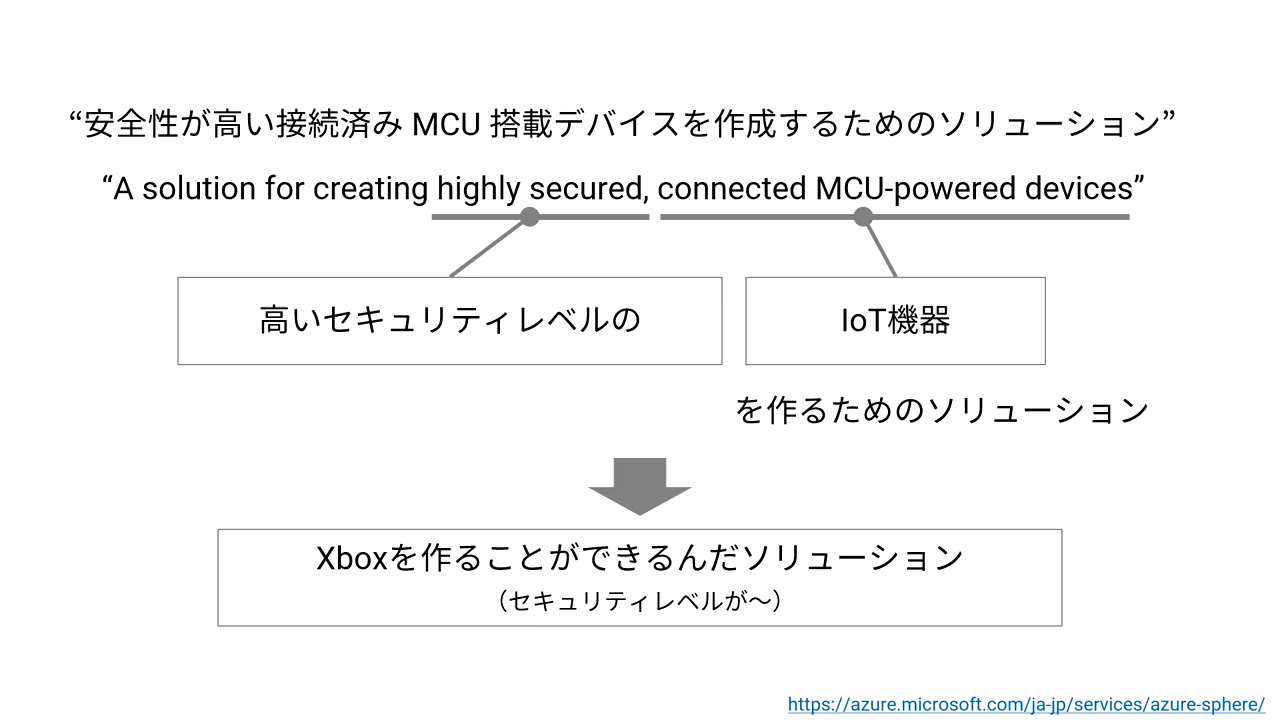 “安全性が高い接続済み MCU 搭載デバイスを作成するためのソリューション”
“A solution for creating highly secured, connected MCU-powered devices”
高いセキュリティレベルの
IoT機器
を作るためのソリューション
Xboxを作ることができるんだソリューション
（セキュリティレベルが～）
https://azure.microsoft.com/ja-jp/services/azure-sphere/